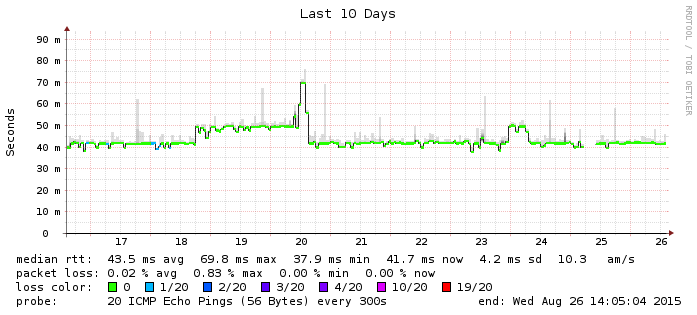 Last 10 Days
RRDTOOL / TOBI OETIKER
Seconds
90 m
80 m
70 m
60 m
50 m
40 m
30 m
20 m
10 m
0
17 18 19 20 21 22 23 24 25 26
median rtt: 43.5 ms avg 69.8 ms max 37.9 ms min 41.7 ms now 4.2 ms sd 10.3 am/s
packet loss: 0.02 % avg 0.83 % max 0.00 % min 0.00 % now
loss color: 0 1/20 2/20 3/20 4/20 10/20 19/20
probe: 20 ICMP Echo Pings (56 Bytes) every 300s end: Wed Aug 26 14:05:04 2015